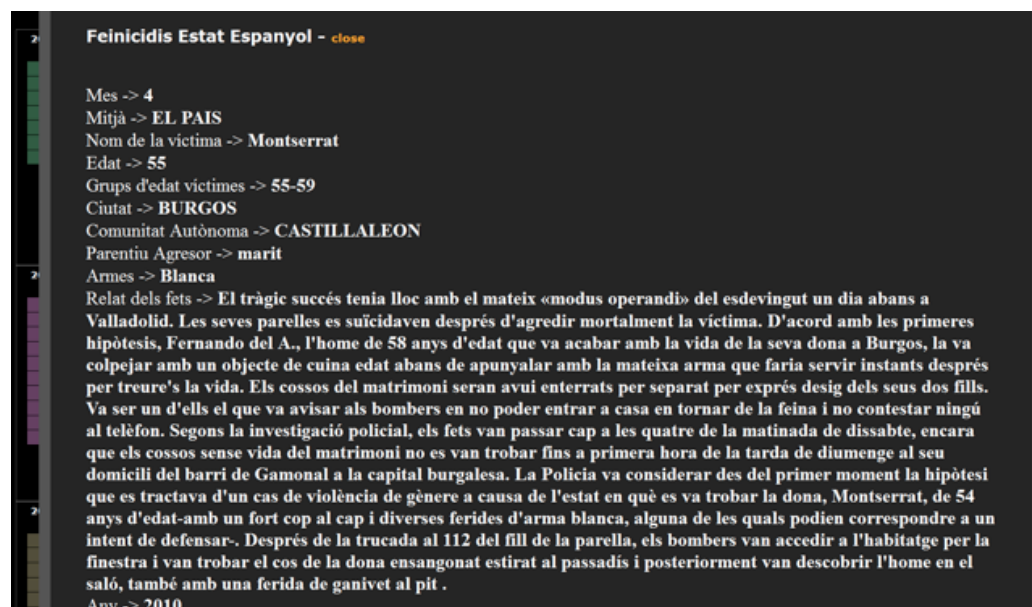 Feinicidis Estat Espanyol - close
Mes -> 4
Mitjà -> EL PAIS
Nom de la víctima -> Montserrat
Edat -> 55
Grups d'edat víctimes -> 55-59
Ciutat -> BURGOS
Comunitat Autònoma -> CASTILLALEON
Parentiu Agresor -> marit
Armes -> Blanca
Relat dels fets -> El tràgic succés tenia lloc amb el mateix «modus operandi» del esdevingut un dia abans a
Valladolid. Les seves parelles es suïcidaven després d'agredir mortalment la víctima. D'acord amb les primeres
hipòtesis, Fernando del A., l'home de 58 anys d'edat que va acabar amb la vida de la seva dona a Burgos, la va
colpejar amb un objecte de cuina edat abans de apunyalar amb la mateixa arma que faria servir instants després
per treure's la vida. Els cossos del matrimoni seran avui enterrats per separat per exprés desig dels seus dos fills.
Va ser un d'ells el que va avisar als bombers en no poder entrar a casa en tornar de la feina i no contestar ningú
al telèfon. Segons la investigació policial, els fets van passar cap a les quatre de la matinada de dissabte, encara
que els cossos sense vida del matrimoni no es van trobar fins a primera hora de la tarda de diumenge al seu
domicili del barri de Gamonal a la capital burgalesa. La Policia va considerar des del primer moment la hipòtesi
que es tractava d'un cas de violència de gènere a causa de l'estat en què es va trobar la dona, Montserrat, de 54
anys d'edat-amb un fort cop al cap i diverses ferides d'arma blanca, alguna de les quals podien correspondre a un
intent de defensar-. Després de la trucada al 112 del fill de la parella, els bombers van accedir a l'habitatge per la
finestra i van trobar el cos de la dona ensangonat estirat al passadís i posteriorment van descobrir l'home en el
saló, també amb una ferida de ganivet al pit .
Any -> 2010